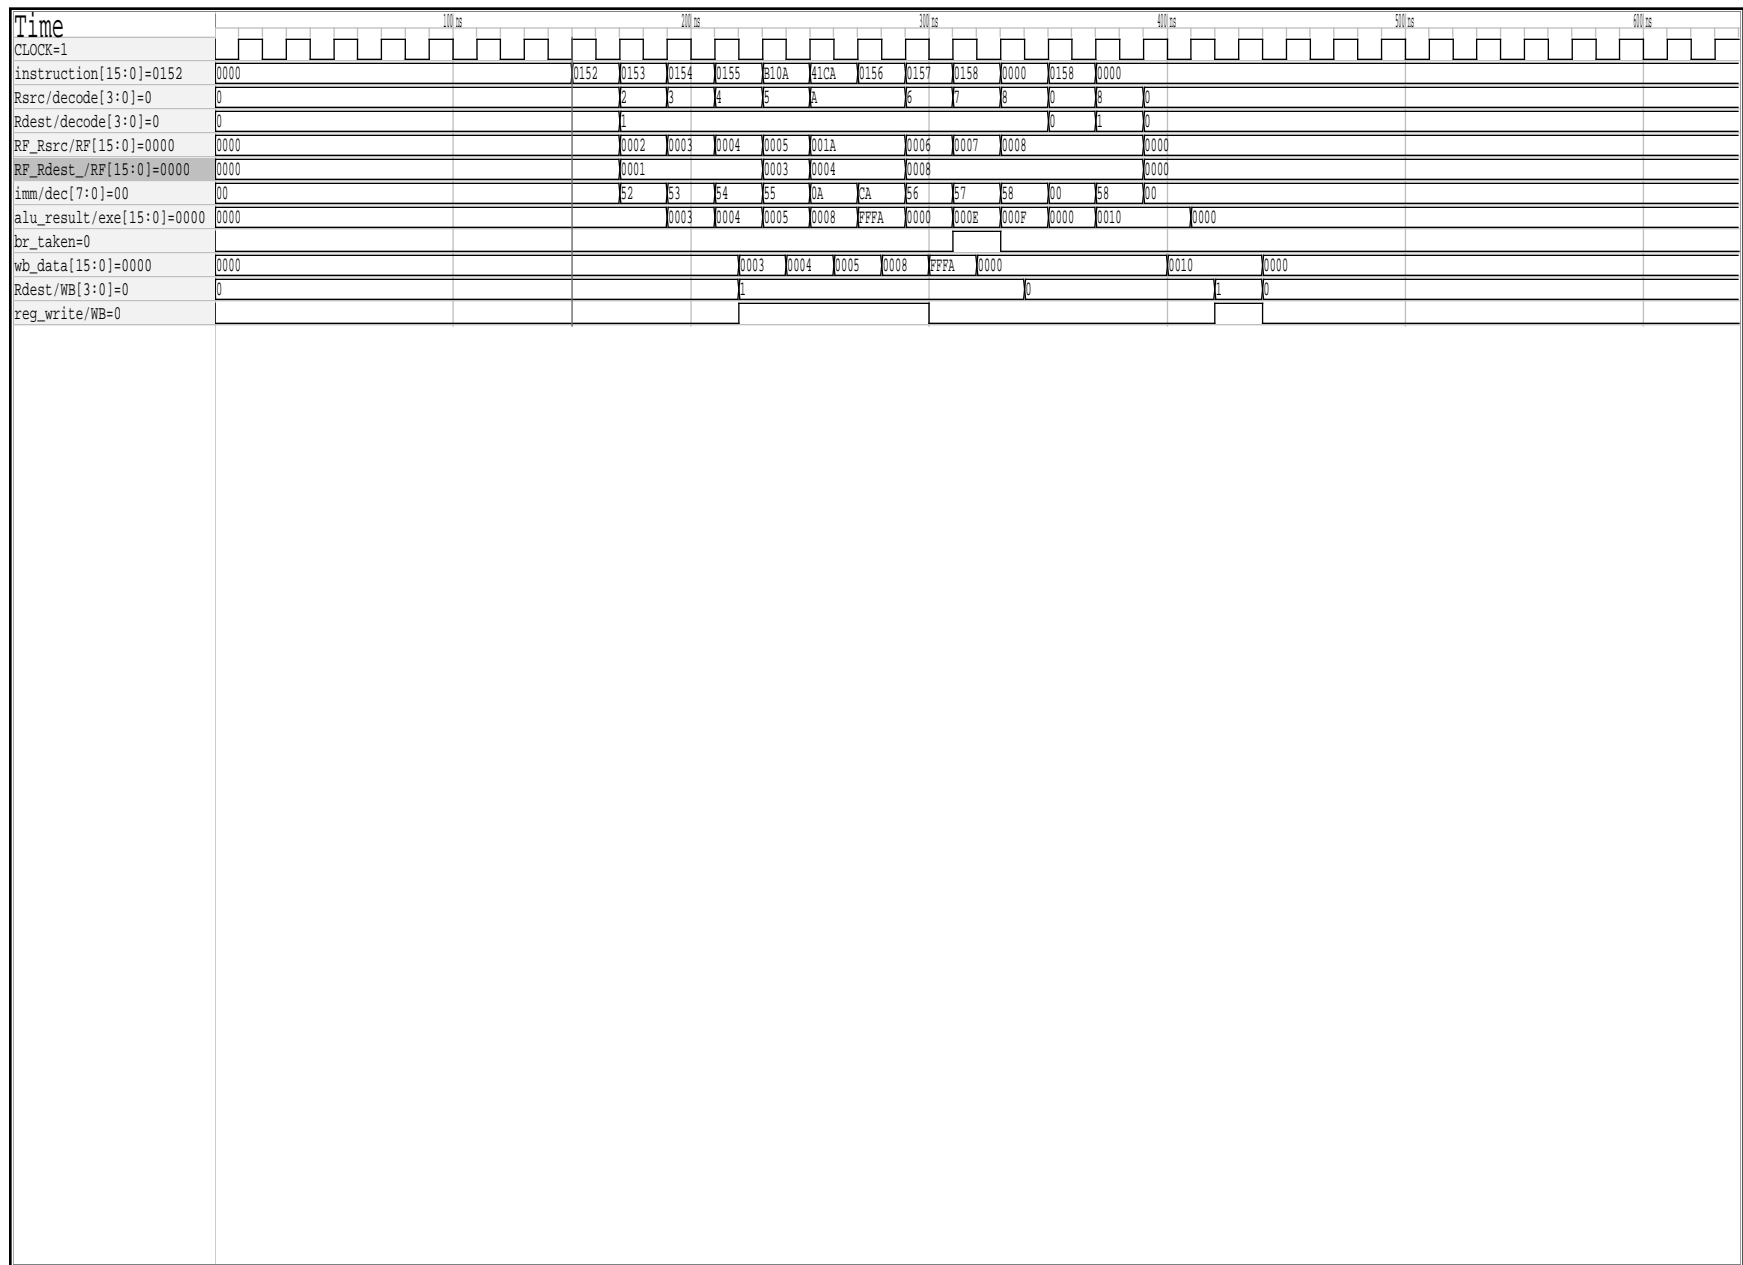 Time 100 ns 200 ns 300 ns 400 ns 500 ns 600 ns
CLOCK=1
instruction[15:0]=0152 0000 0152 0153 0154 0155 B10A 41CA 0156 0157 0158 0000 0158 0000
Rsrc/decode[3:0]=0 0 2 3 4 5 A 6 7 8 0 8 0
Rdest/decode[3:0]=0 0 1 0 1 0
RF_Rsrc/RF[15:0]=0000 0000 0002 0003 0004 0005 001A 0006 0007 0008 0000
RF_Rdest_/RF[15:0]=0000 0000 0001 0003 0004 0008 0000
imm/dec[7:0]=00 00 52 53 54 55 0A CA 56 57 58 00 58 00
alu_result/exe[15:0]=0000 0000 0003 0004 0005 0008 FFFA 0000 000E 000F 0000 0010 0000
br_taken=0
wb_data[15:0]=0000 0000 0003 0004 0005 0008 FFFA 0000 0010 0000
Rdest/WB[3:0]=0 0 1 0 1 0
reg_write/WB=0